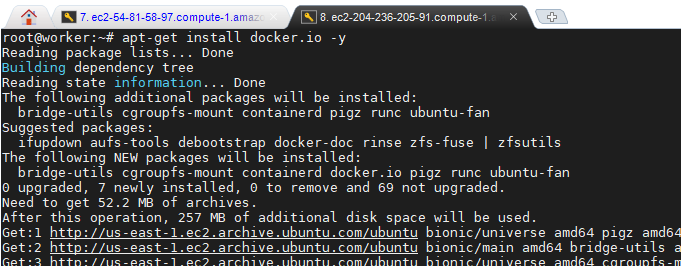 7. ec2-54-81-58-97.compute-1.amazo
8. ec2-204-236-205-91.compute-1.a
root@worker:~# apt-get install docker.io -y
Reading package lists... Done
Building dependency tree
Reading state information... Done
The following additional packages will be installed:
  bridge-utils cgroupfs-mount containerd pigz runc ubuntu-fan
Suggested packages:
  ifupdown aufs-tools debootstrap docker-doc rinse zfs-fuse | zfsutils
The following NEW packages will be installed:
  bridge-utils cgroupfs-mount containerd docker.io pigz runc ubuntu-fan
0 upgraded, 7 newly installed, 0 to remove and 69 not upgraded.
Need to get 52.2 MB of archives.
After this operation, 257 MB of additional disk space will be used.
Get:1 http://us-east-1.ec2.archive.ubuntu.com/ubuntu bionic/universe amd64 pigz amd64
Get:2 http://us-east-1.ec2.archive.ubuntu.com/ubuntu bionic/main amd64 bridge-utils a
Get:3 http://us-east-1.ec2.archive.ubuntu.com/ubuntu bionic/universe amd64 cgroupfs-m